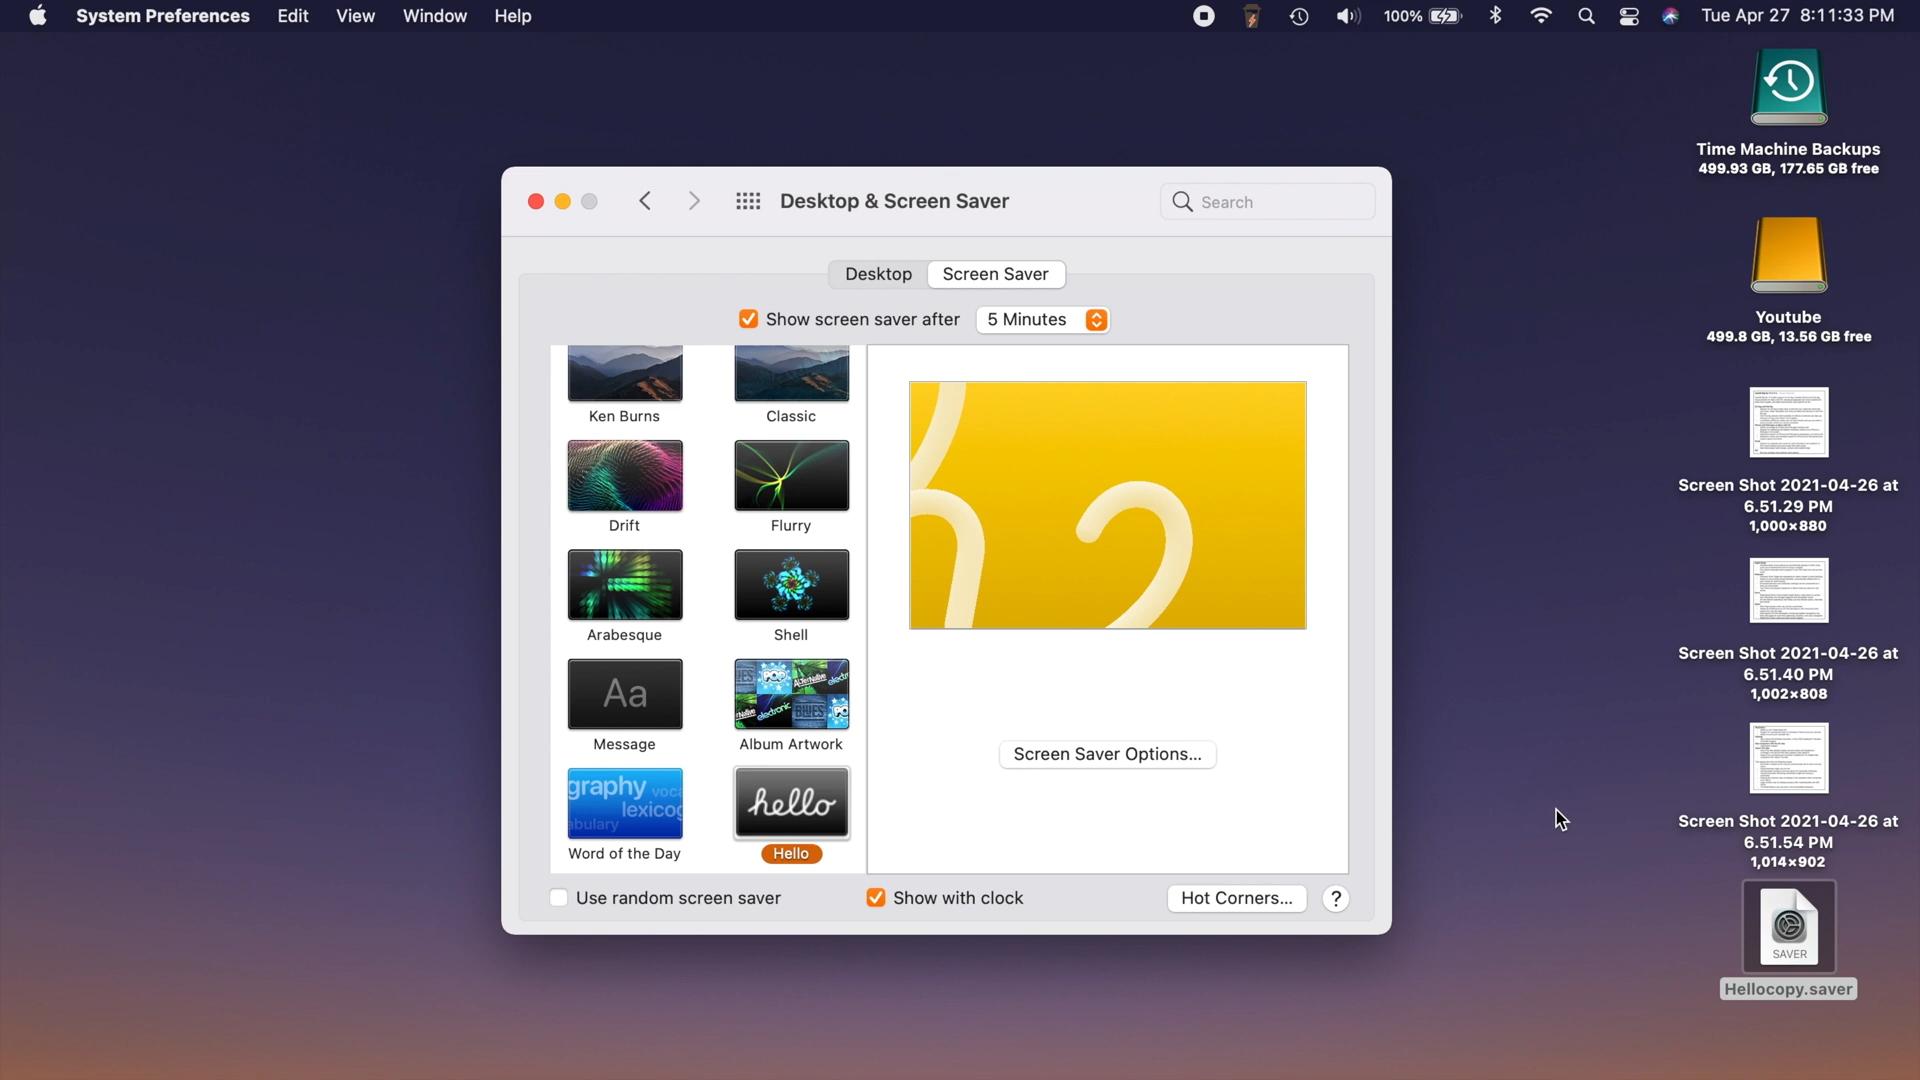 System Preferences Edit View Window Help 100% Tue Apr 27 8:11:33 PM
Time Machine Backups
499.93 GB, 177.65 GB free
Youtube
499.8 GB, 13.56 GB free
Screen Shot 2021-04-26 at
6.51.29 PM
1,000×880
Screen Shot 2021-04-26 at
6.51.40 PM
1,002×808
Screen Shot 2021-04-26 at
6.51.54 PM
1,014×902
SAVER
Hellocopy.saver
Desktop & Screen Saver
Search
Desktop Screen Saver
Show screen saver after 5 Minutes
Ken Burns Classic
Drift Flurry
Arabesque Shell
Aa
POP
electronic BLUES
Message Album Artwork
graphy
hello
Word of the Day Hello
Screen Saver Options...
Use random screen saver Show with clock Hot Corners... ?